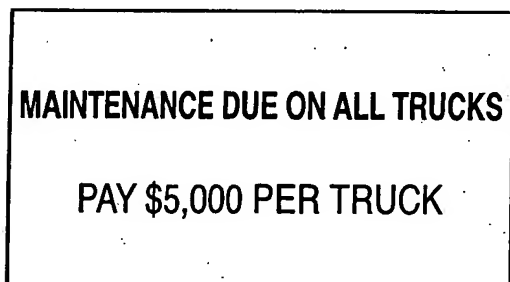 MAINTENANCE DUE ON ALL TRUCKS
PAY $5,000 PER TRUCK